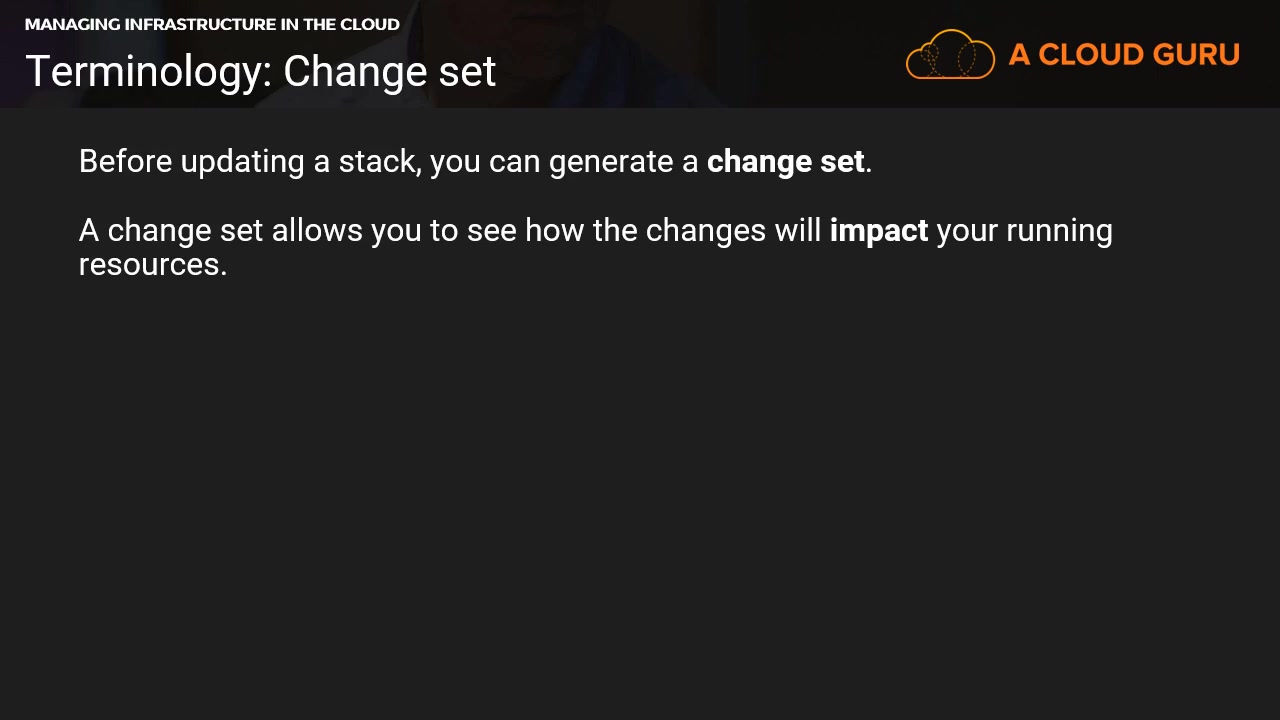 MANAGING INFRASTRUCTURE IN THE CLOUD
Terminology: Change set
A CLOUD GURU
Before updating a stack, you can generate a change set.
A change set allows you to see how the changes will impact your running
resources.